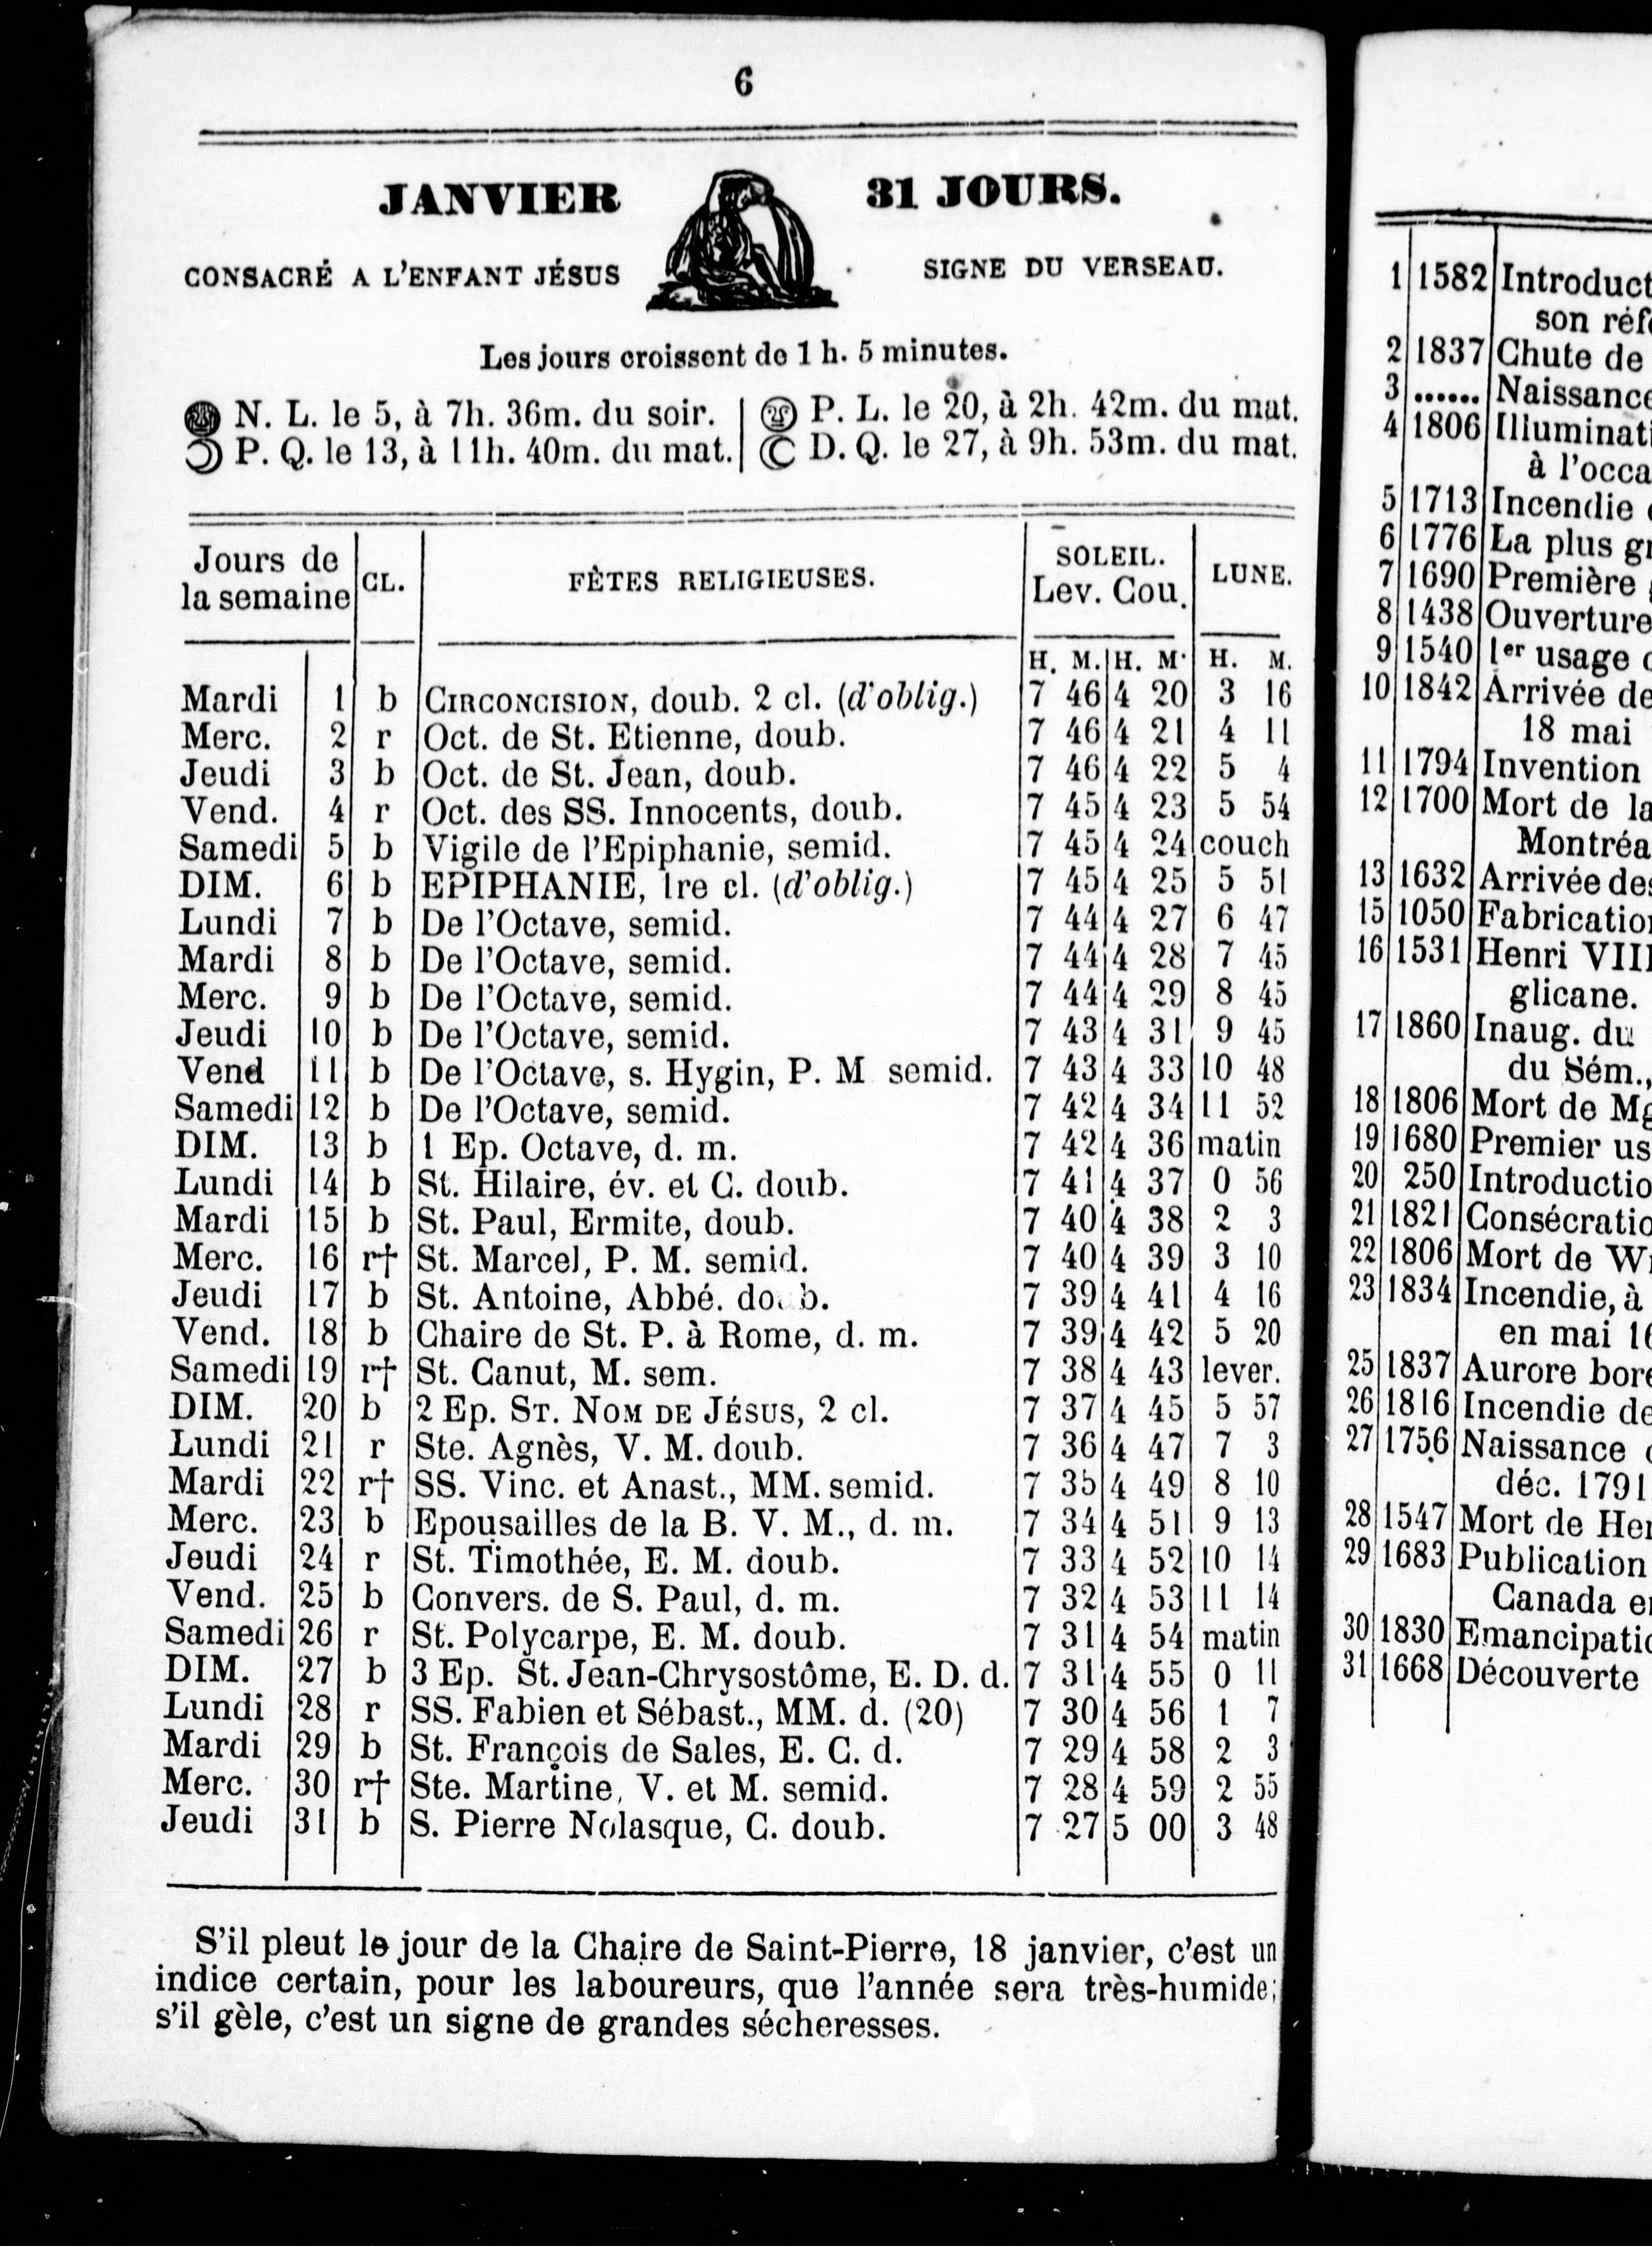 6
JANVIER 31 JOURS.
CONSACRÉ A L'ENFANT JÉSUS SIGNE DU VERSEAU.
Les jours croissent de 1 h. 5 minutes.
N. L. le 5, à 7h. 36m. du soir. P. L. le 20, à 2h. 42m. du mat.
P. Q. le 13, à 11h. 40m. du mat. D. Q. le 27, à 9h. 53m. du mat.
Jours de la semaine CL. FÊTES RELIGIEUSES. SOLEIL. Lev. Cou. LUNE.
H. M. H. M. H. M.
Mardi 1 b CIRCONCISION, doub. 2 cl. (d'oblig.) 7 46 4 20 3 16
Merc. 2 r Oct. de St. Etienne, doub. 7 46 4 21 4 11
Jeudi 3 b Oct. de St. Jean, doub. 7 46 4 22 5 4
Vend. 4 r Oct. des SS. Innocents, doub. 7 45 4 23 5 54
Samedi 5 b Vigile de l'Epiphanie, semid. 7 45 4 24 couch
DIM. 6 b EPIPHANIE, 1re cl. (d'oblig.) 7 45 4 25 5 51
Lundi 7 b De l'Octave, semid. 7 44 4 27 6 47
Mardi 8 b De l'Octave, semid. 7 44 4 28 7 45
Merc. 9 b De l'Octave, semid. 7 44 4 29 8 45
Jeudi 10 b De l'Octave, semid. 7 43 4 31 9 45
Vend 11 b De l'Octave, s. Hygin, P. M semid. 7 43 4 33 10 48
Samedi 12 b De l'Octave, semid. 7 42 4 34 11 52
DIM. 13 b 1 Ep. Octave, d. m. 7 42 4 36 matin
Lundi 14 b St. Hilaire, év. et C. doub. 7 41 4 37 0 56
Mardi 15 b St. Paul, Ermite, doub. 7 40 4 38 2 3
Merc. 16 r† St. Marcel, P. M. semid. 7 40 4 39 3 10
Jeudi 17 b St. Antoine, Abbé. doub. 7 39 4 41 4 16
Vend. 18 b Chaire de St. P. à Rome, d. m. 7 39 4 42 5 20
Samedi 19 r† St. Canut, M. sem. 7 38 4 43 lever.
DIM. 20 b 2 Ep. ST. NOM DE JÉSUS, 2 cl. 7 37 4 45 5 57
Lundi 21 r Ste. Agnès, V. M. doub. 7 36 4 47 7 3
Mardi 22 r† SS. Vinc. et Anast., MM. semid. 7 35 4 49 8 10
Merc. 23 b Epousailles de la B. V. M., d. m. 7 34 4 51 9 13
Jeudi 24 r St. Timothée, E. M. doub. 7 33 4 52 10 14
Vend. 25 b Convers. de S. Paul, d. m. 7 32 4 53 11 14
Samedi 26 r St. Polycarpe, E. M. doub. 7 31 4 54 matin
DIM. 27 b 3 Ep. St. Jean-Chrysostôme, E. D. d. 7 31 4 55 0 11
Lundi 28 r SS. Fabien et Sébast., MM. d. (20) 7 30 4 56 1 7
Mardi 29 b St. François de Sales, E. C. d. 7 29 4 58 2 3
Merc. 30 r† Ste. Martine, V. et M. semid. 7 28 4 59 2 55
Jeudi 31 b S. Pierre Nolasque, C. doub. 7 27 5 00 3 48
S'il pleut le jour de la Chaire de Saint-Pierre, 18 janvier, c'est un
indice certain, pour les laboureurs, que l'année sera très-humide;
s'il gèle, c'est un signe de grandes sécheresses.
1 1582 Introduct
son réf
2 1837 Chute de
3 ...... Naissance
4 1806 Illuminati
à l'occa
5 1713 Incendie
6 1776 La plus gr
7 1690 Première
8 1438 Ouverture
9 1540 1er usage
10 1842 Arrivée de
18 mai
11 1794 Invention
12 1700 Mort de la
Montréa
13 1632 Arrivée des
15 1050 Fabrication
16 1531 Henri VIII
glicane.
17 1860 Inaug. du
du Sém.,
18 1806 Mort de Mg
19 1680 Premier us
20 250 Introductio
21 1821 Consécratio
22 1806 Mort de W
23 1834 Incendie, à
en mai 16
25 1837 Aurore bore
26 1816 Incendie de
27 1756 Naissance
déc. 1791
28 1547 Mort de Hen
29 1683 Publication
Canada e
30 1830 Emancipatio
31 1668 Découverte